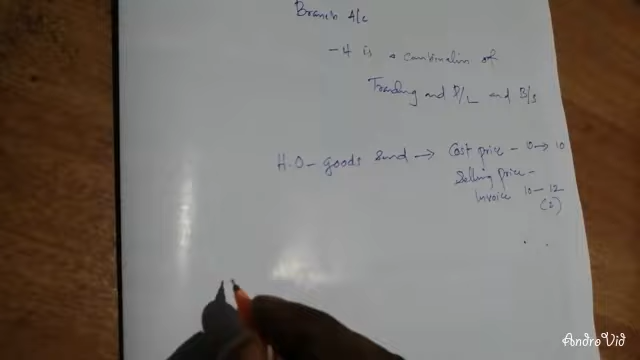 Branch A/c
- It is a combination of
Trading and P/L and B/S
H.O - goods send → Cost price - 10 → 10
Selling price -
Invoice 10 - 12
(2)
AndroVid